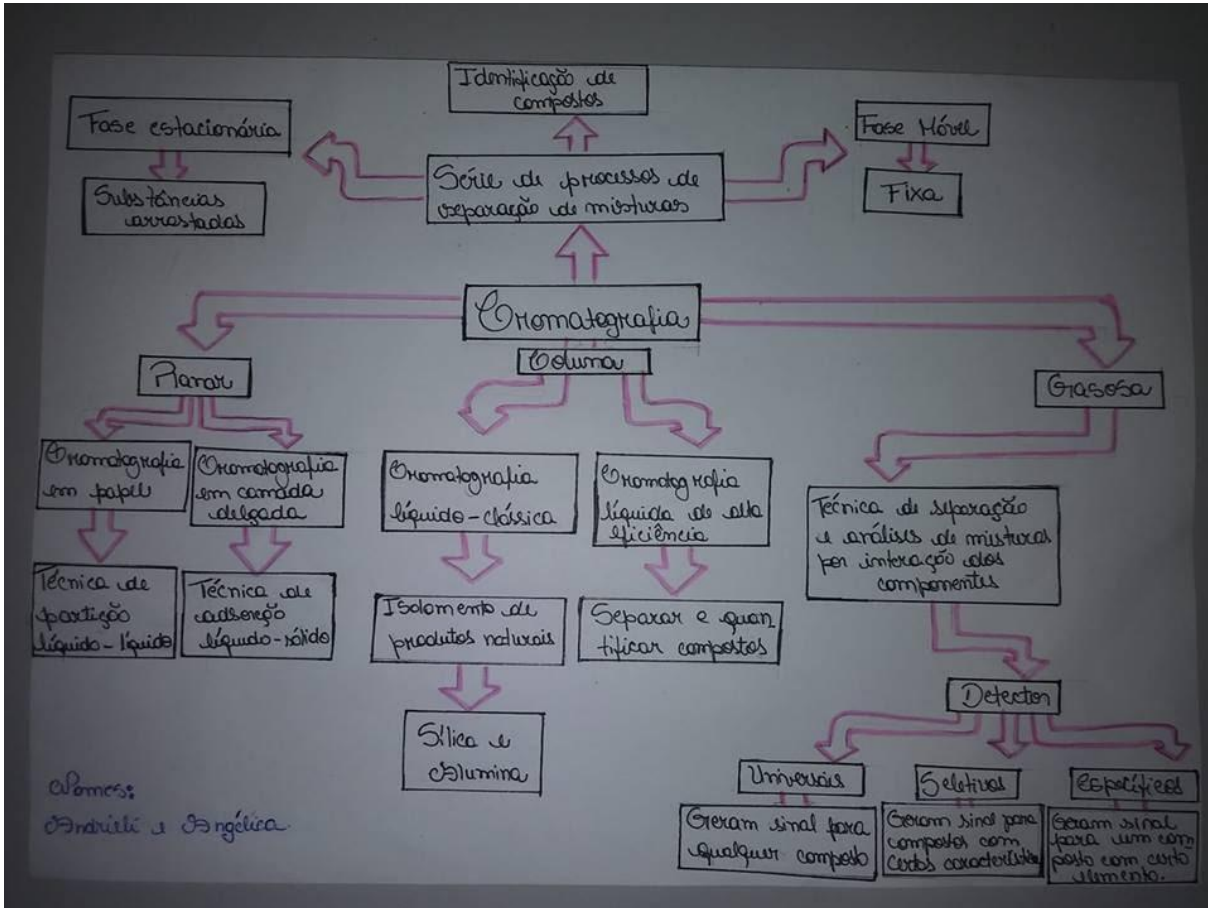 Identificação de
compostos
Fase estacionária
Fase Móvel
Série de processos de
separação de misturas
Substâncias
arrastadas
Fixa
Cromatografia
Coluna
Planar
Gasosa
Cromatografia
em papel
Cromatografia
em camada
delgada
Cromatografia
líquido-clássica
Cromatografia
líquida de alta
eficiência
Técnica de separação
e análises de misturas
por interação dos
componentes
Técnica de
partição
líquido-líquido
Técnica de
adsorção
líquido-sólido
Isolamento de
produtos naturais
Separar e quan
tificar compostos
Sílica e
Alumina
Detector
Universais
Seletivos
Específicos
Geram sinal para
qualquer composto
Geram sinal para
compostos com
certas
Geram sinal
para um com
posto com certo
elemento.
Nomes:
Andrieli e Angélica.